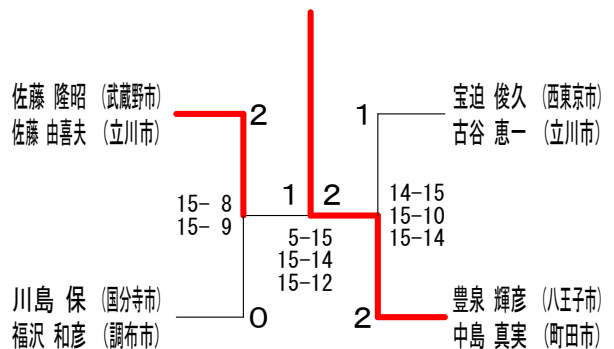 佐藤 隆昭 (武蔵野市)
佐藤 由喜夫 (立川市)
2
1
宝迫 俊久 (西東京市)
古谷 恵一 (立川市)
15- 8
15- 9
1 2
14-15
15-10
15-14
5-15
15-14
15-12
川島 保 (国分寺市)
福沢 和彦 (調布市)
0
2
豊泉 輝彦 (八王子市)
中島 真実 (町田市)